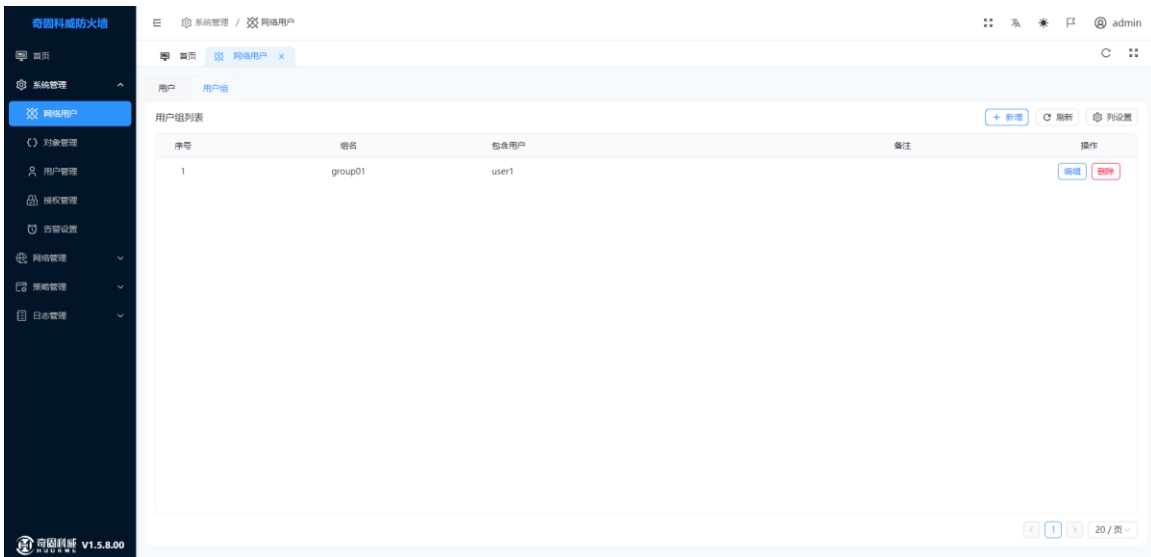 奇固科威防火墙
系统管理 / 网络用户
admin
首页
首页 网络用户 x
系统管理
用户 用户组
网络用户
用户组列表
+ 新增 刷新 列设置
对象管理
序号 组名 包含用户 备注 操作
用户管理
1 group01 user1 编辑 删除
授权管理
告警设置
网络管理
策略管理
日志管理
< 1 > 20 / 页
奇固科威 V1.5.8.00